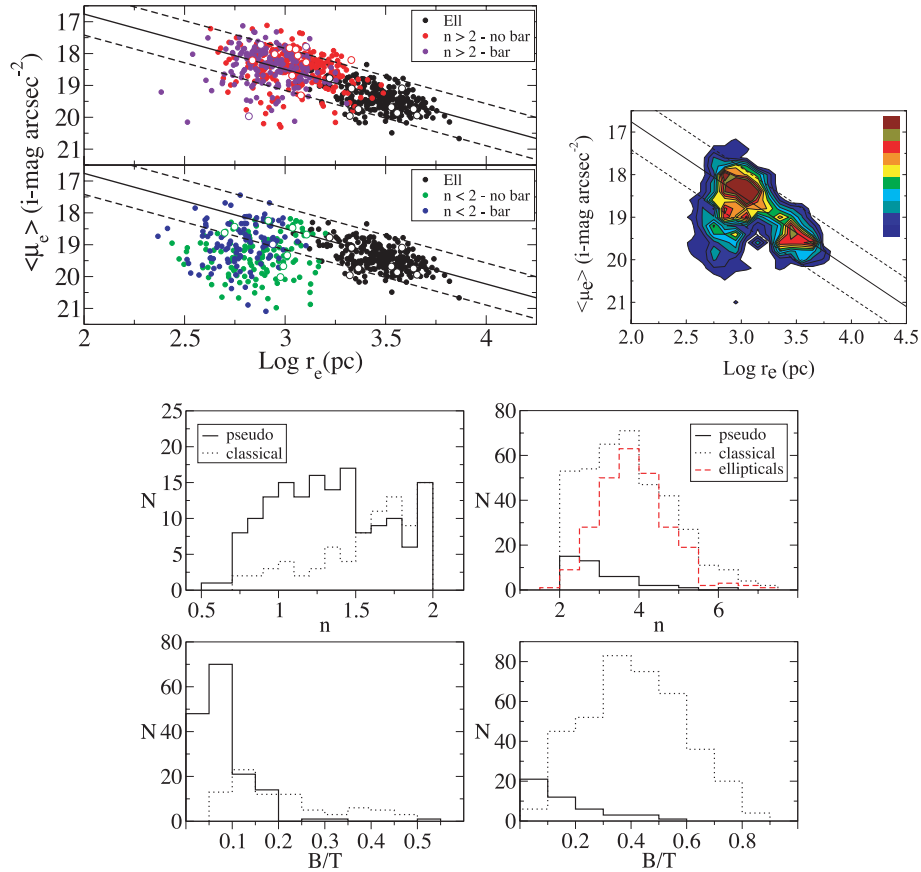 17
18
19
20
21
Ell
n > 2 - no bar
n > 2 - bar
<μe> (i-mag arcsec-2)
17
18
19
20
21
Ell
n < 2 - no bar
n < 2 - bar
2 2.5 3 3.5 4
Log re(pc)
<μe> (i-mag arcsec-2)
17
18
19
20
21
2.0 2.5 3.0 3.5 4.0 4.5
Log re (pc)
25
20
15
10
5
0
N
pseudo
classical
0.5 1 1.5 2
n
80
60
40
20
0
N
pseudo
classical
ellipticals
2 4 6
n
80
60
40
20
0
N
0.1 0.2 0.3 0.4 0.5
B/T
80
60
40
20
0
N
0.2 0.4 0.6 0.8
B/T